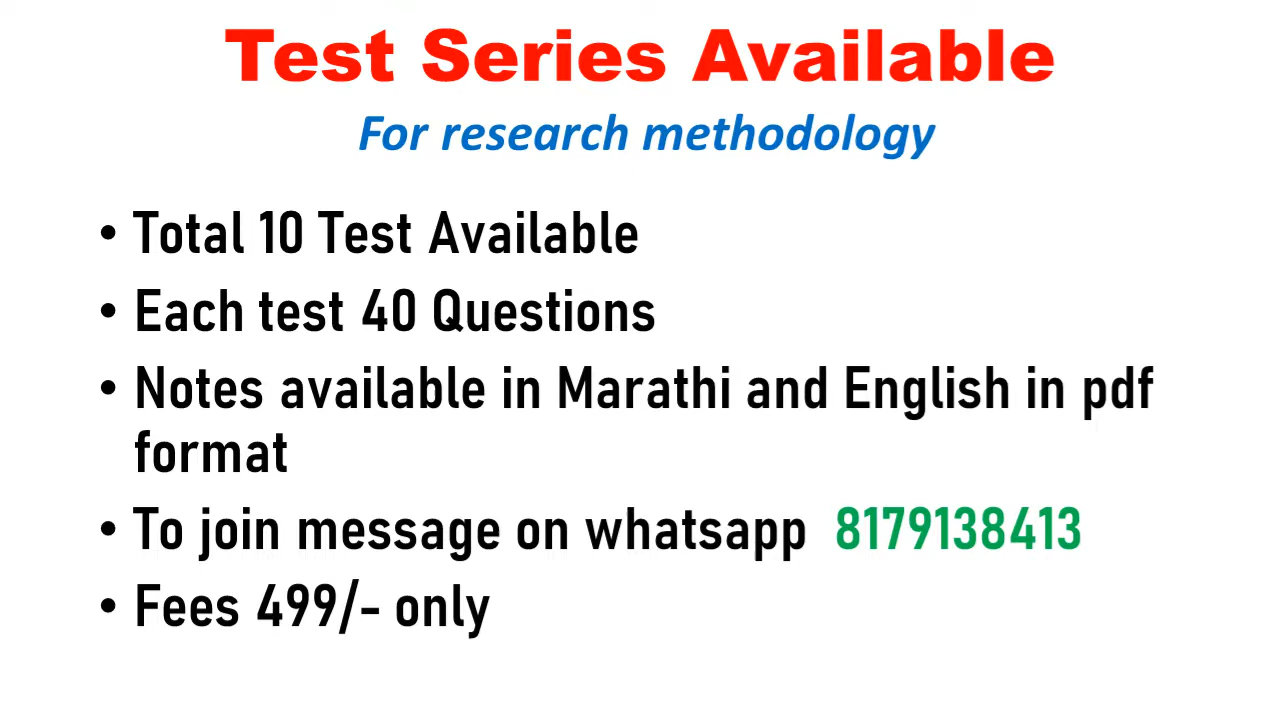 Test Series Available
For research methodology
• Total 10 Test Available
• Each test 40 Questions
• Notes available in Marathi and English in pdf
format
• To join message on whatsapp 8179138413
• Fees 499/- only